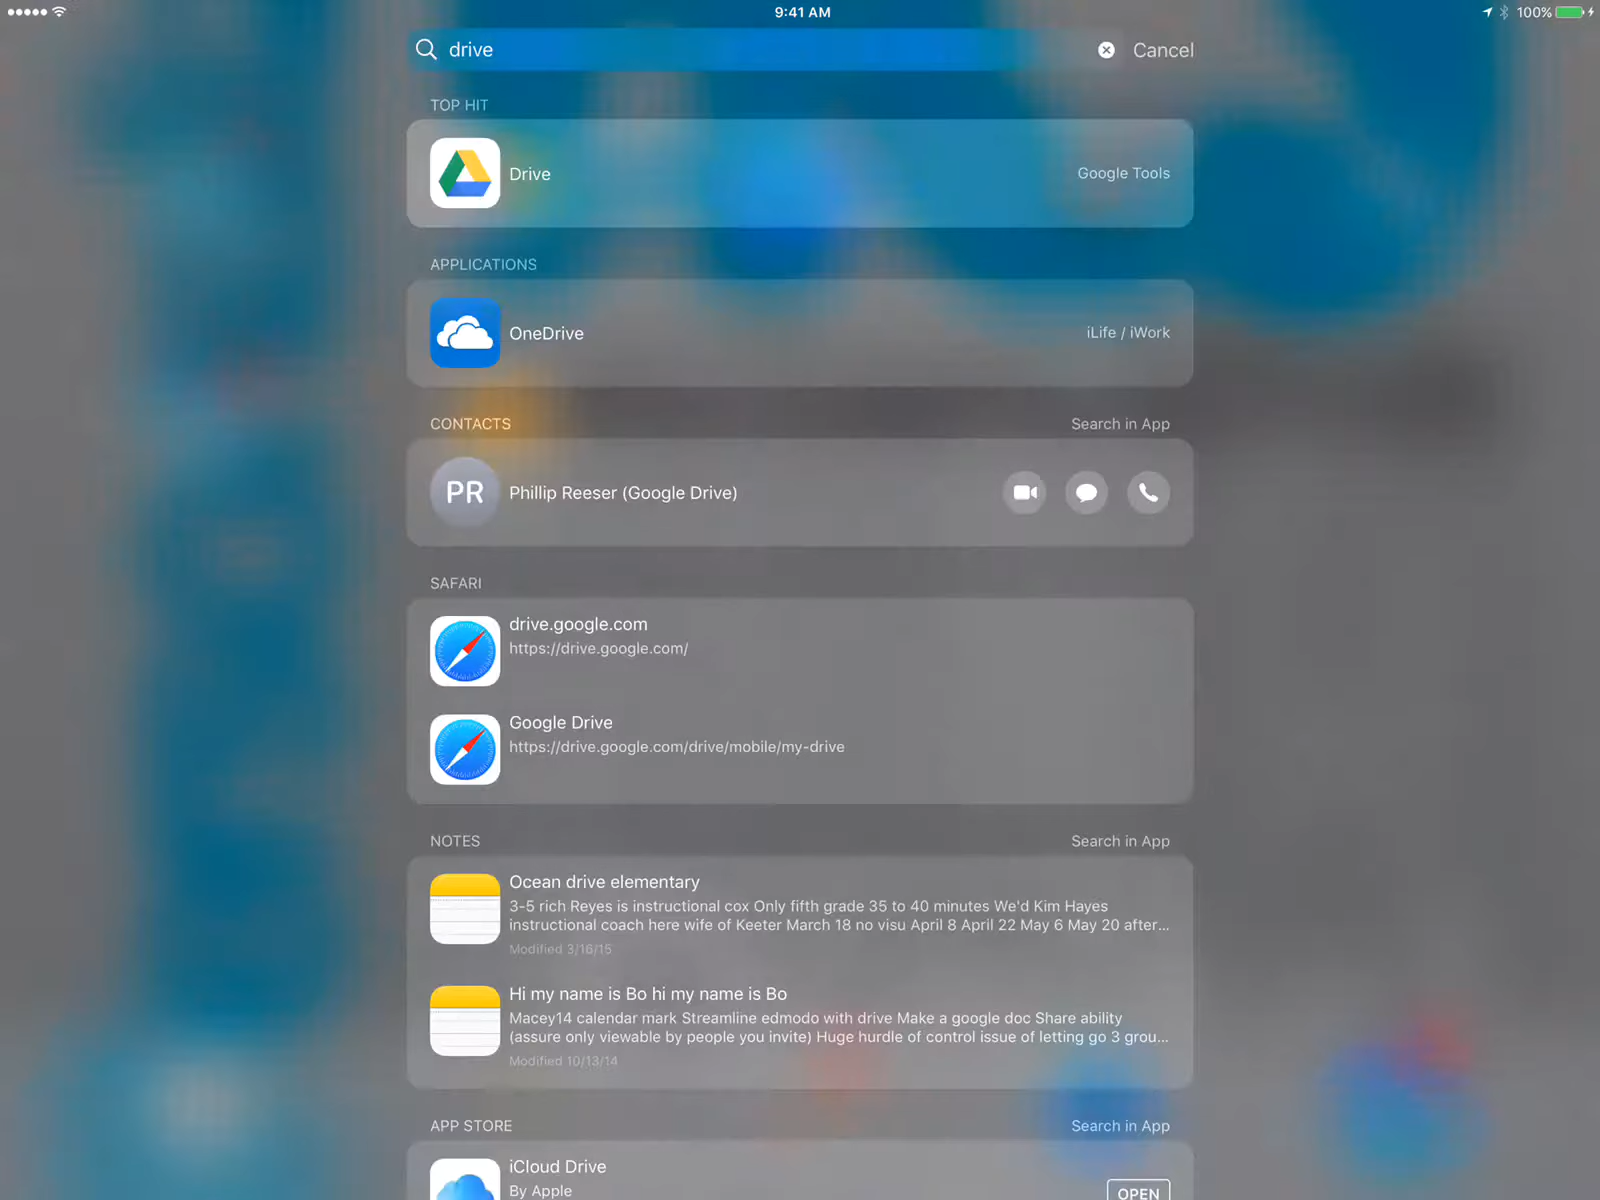 9:41 AM
100%
drive
Cancel
TOP HIT
Drive
Google Tools
APPLICATIONS
OneDrive
iLife / iWork
CONTACTS
Search in App
PR
Phillip Reeser (Google Drive)
SAFARI
drive.google.com
https://drive.google.com/
Google Drive
https://drive.google.com/drive/mobile/my-drive
NOTES
Search in App
Ocean drive elementary
3-5 rich Reyes is instructional cox Only fifth grade 35 to 40 minutes We'd Kim Hayes
instructional coach here wife of Keeter March 18 no visu April 8 April 22 May 6 May 20 after...
Modified 3/16/15
Hi my name is Bo hi my name is Bo
Macey14 calendar mark Streamline edmodo with drive Make a google doc Share ability
(assure only viewable by people you invite) Huge hurdle of control issue of letting go 3 grou...
Modified 10/13/14
APP STORE
Search in App
iCloud Drive
By Apple
OPEN